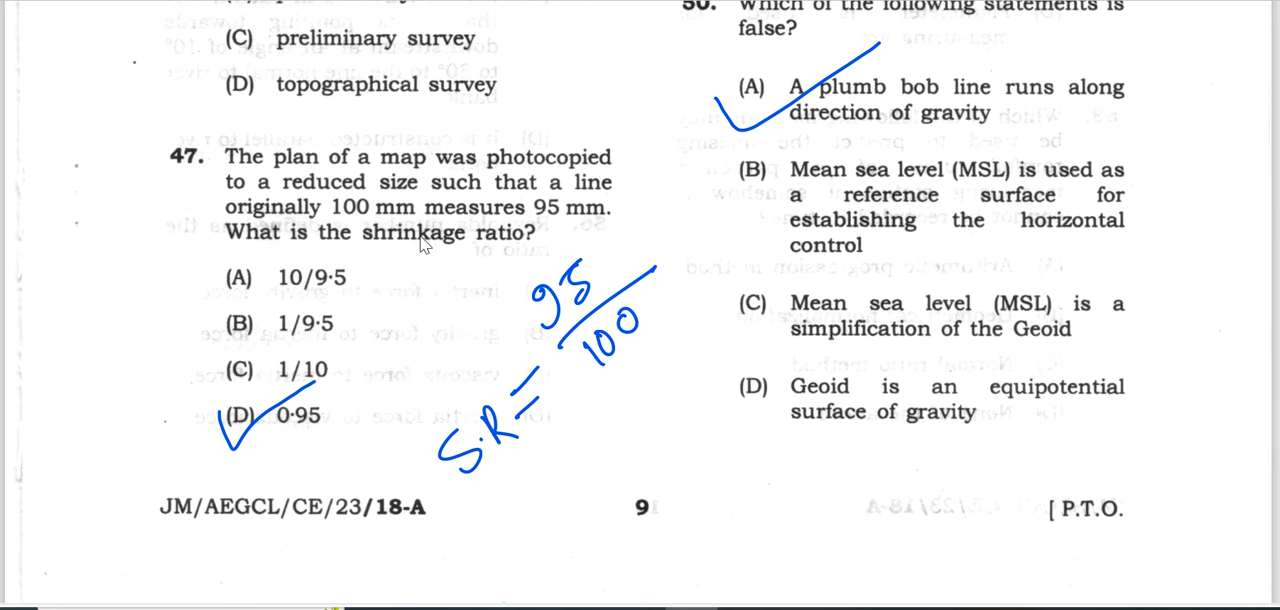 (C) preliminary survey
(D) topographical survey
47. The plan of a map was photocopied
to a reduced size such that a line
originally 100 mm measures 95 mm.
What is the shrinkage ratio?
(A) 10/9·5
(B) 1/9·5
(C) 1/10
(D) 0·95
S.R = 95/100
50. Which of the following statements is
false?
(A) A plumb bob line runs along
direction of gravity
(B) Mean sea level (MSL) is used as
a reference surface for
establishing the horizontal
control
(C) Mean sea level (MSL) is a
simplification of the Geoid
(D) Geoid is an equipotential
surface of gravity
JM/AEGCL/CE/23/18-A
9
[ P.T.O.